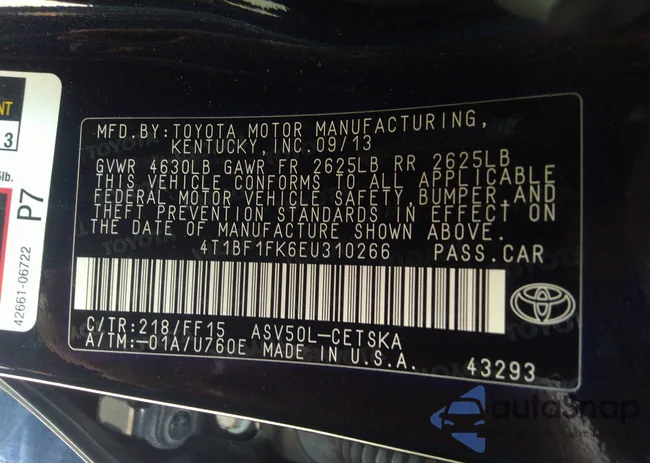 MFD.BY:TOYOTA MOTOR MANUFACTURING,
KENTUCKY,INC.09/13
GVWR 4630LB GAWR FR 2625LB RR 2625LB
THIS VEHICLE CONFORMS TO ALL APPLICABLE
FEDERAL MOTOR VEHICLE SAFETY,BUMPER,AND
THEFT PREVENTION STANDARDS IN EFFECT ON
THE DATE OF MANUFACTURE SHOWN ABOVE.
4T1BF1FK6EU310266 PASS.CAR
C/TR:218/FF15 ASV50L-CETSKA
A/TM:-01A/U760E MADE IN U.S.A.
43293
NT
3
lb.
P7
42661-06722
autosnap